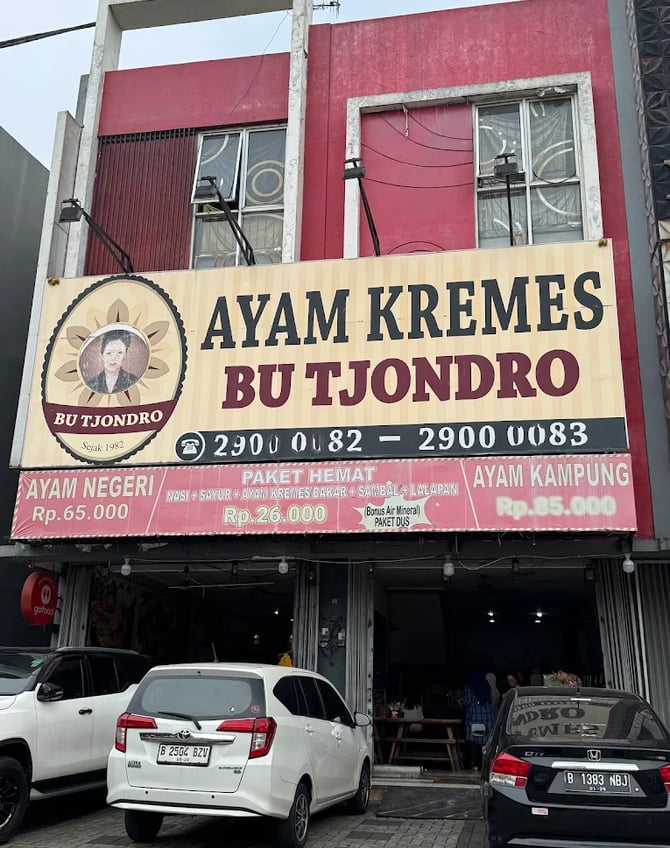 AYAM KREMES
BU TJONDRO
BU TJONDRO
Sejak 1982
2900 0082 - 2900 0083
AYAM NEGERI
Rp.65.000
PAKET HEMAT
NASI + SAYUR + AYAM KREMES BAKAR + SAMBAL + LALAPAN
Rp.26.000
(Bonus Air Mineral)
PAKET DUS
AYAM KAMPUNG
Rp.85.000
gofood
B 2504 BZV
CITY
B 1383 NBJ